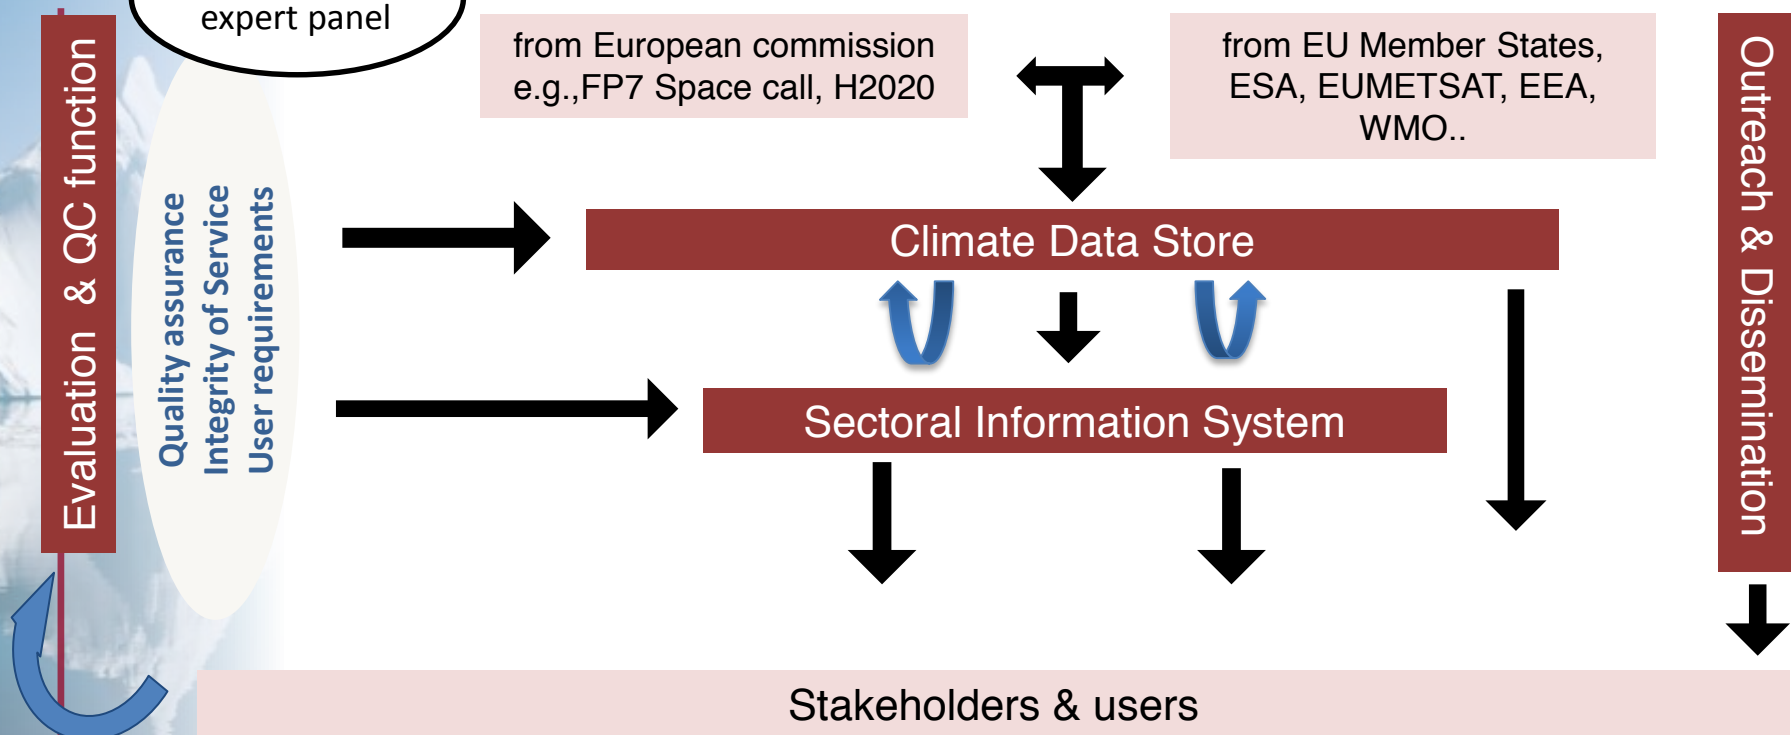 expert panel
from European commission
e.g.,FP7 Space call, H2020
from EU Member States,
ESA, EUMETSAT, EEA,
WMO..
Evaluation & QC function
Quality assurance
Integrity of Service
User requirements
Climate Data Store
Sectoral Information System
Outreach & Dissemination
Stakeholders & users